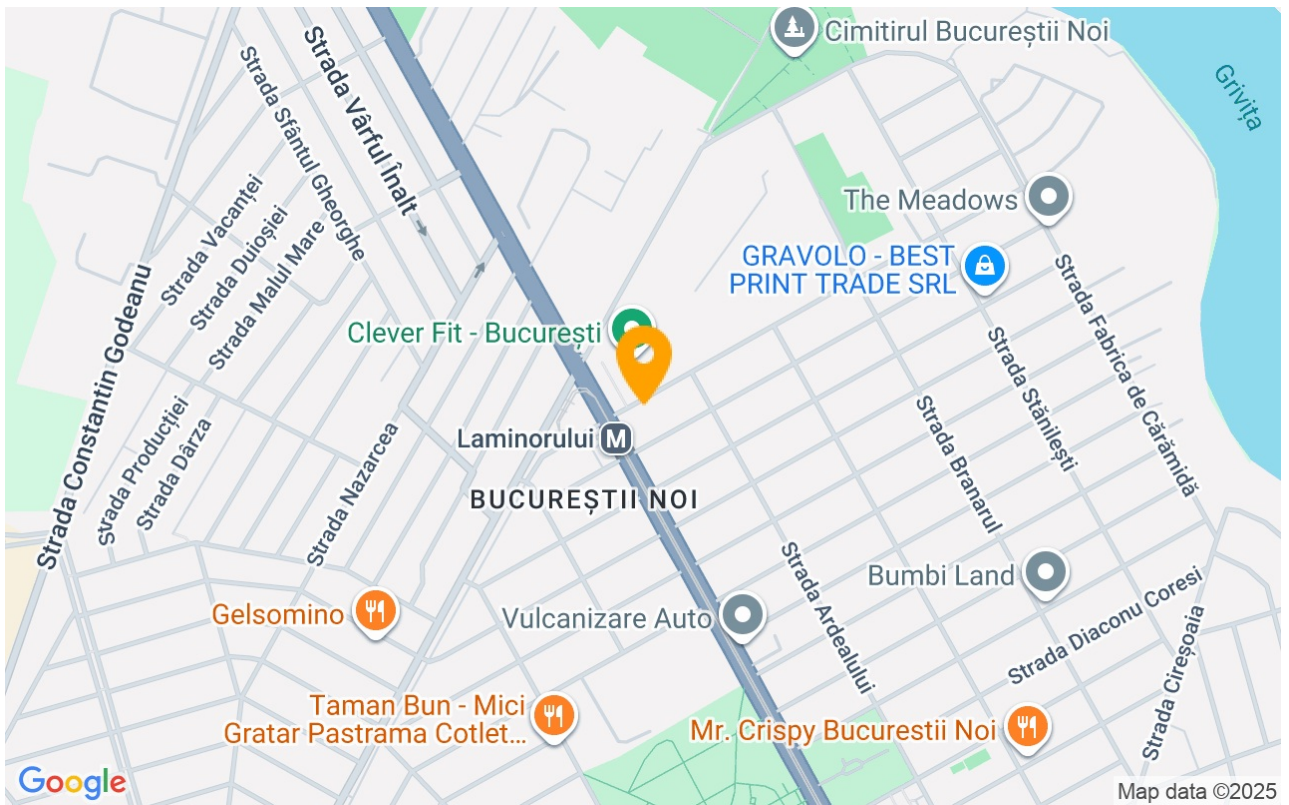 Cimitirul Bucureștii Noi
Grivița
Strada Vârful Înalt
Strada Sfântul Gheorghe
Strada Vacanței
Strada Duioșiei
Strada Malul Mare
The Meadows
GRAVOLO - BEST
PRINT TRADE SRL
Clever Fit - București
Strada Constantin Godeanu
Strada Fabrica de Cărămidă
Strada Stănilești
Strada Producției
Strada Dârza
Strada Nazarcea
Laminorului M
BUCUREȘTII NOI
Strada Branarul
Strada Ardealului
Bumbi Land
Gelsomino
Vulcanizare Auto
Strada Diaconu Coresi
Strada Cireșoaia
Taman Bun - Mici
Gratar Pastrama Cotlet...
Mr. Crispy Bucurestii Noi
Google
Map data ©2025